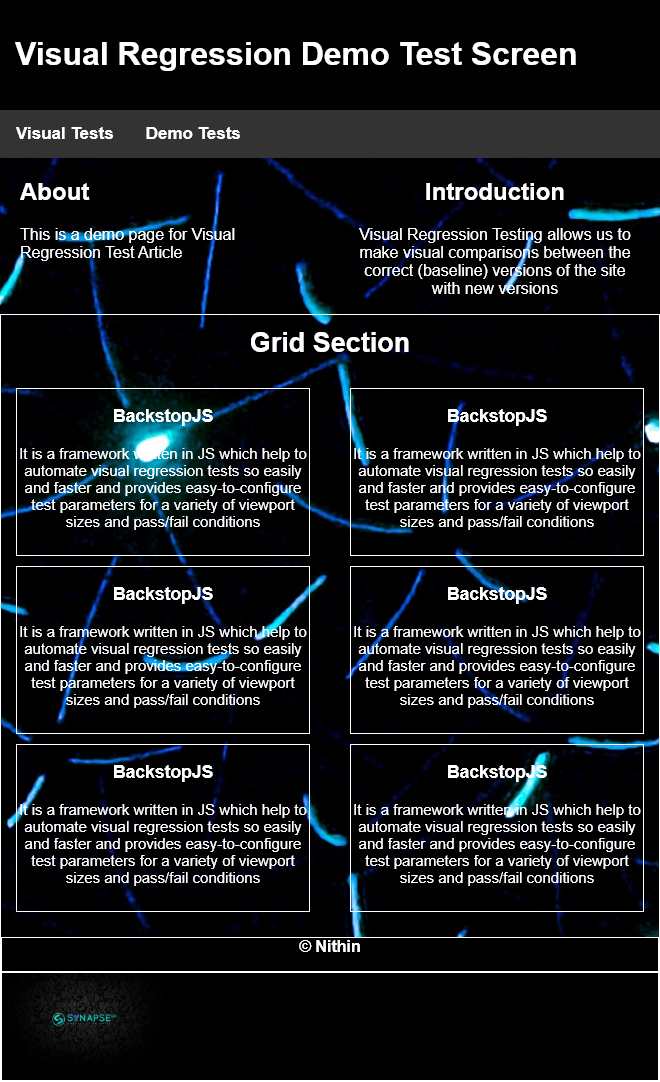 Visual Regression Demo Test Screen
Visual Tests
Demo Tests
About
This is a demo page for Visual
Regression Test Article
Introduction
Visual Regression Testing allows us to
make visual comparisons between the
correct (baseline) versions of the site
with new versions
Grid Section
BackstopJS
It is a framework written in JS which help to
automate visual regression tests so easily
and faster and provides easy-to-configure
test parameters for a variety of viewport
sizes and pass/fail conditions
BackstopJS
It is a framework written in JS which help to
automate visual regression tests so easily
and faster and provides easy-to-configure
test parameters for a variety of viewport
sizes and pass/fail conditions
BackstopJS
It is a framework written in JS which help to
automate visual regression tests so easily
and faster and provides easy-to-configure
test parameters for a variety of viewport
sizes and pass/fail conditions
BackstopJS
It is a framework written in JS which help to
automate visual regression tests so easily
and faster and provides easy-to-configure
test parameters for a variety of viewport
sizes and pass/fail conditions
BackstopJS
It is a framework written in JS which help to
automate visual regression tests so easily
and faster and provides easy-to-configure
test parameters for a variety of viewport
sizes and pass/fail conditions
BackstopJS
It is a framework written in JS which help to
automate visual regression tests so easily
and faster and provides easy-to-configure
test parameters for a variety of viewport
sizes and pass/fail conditions
© Nithin
SYNAPSE